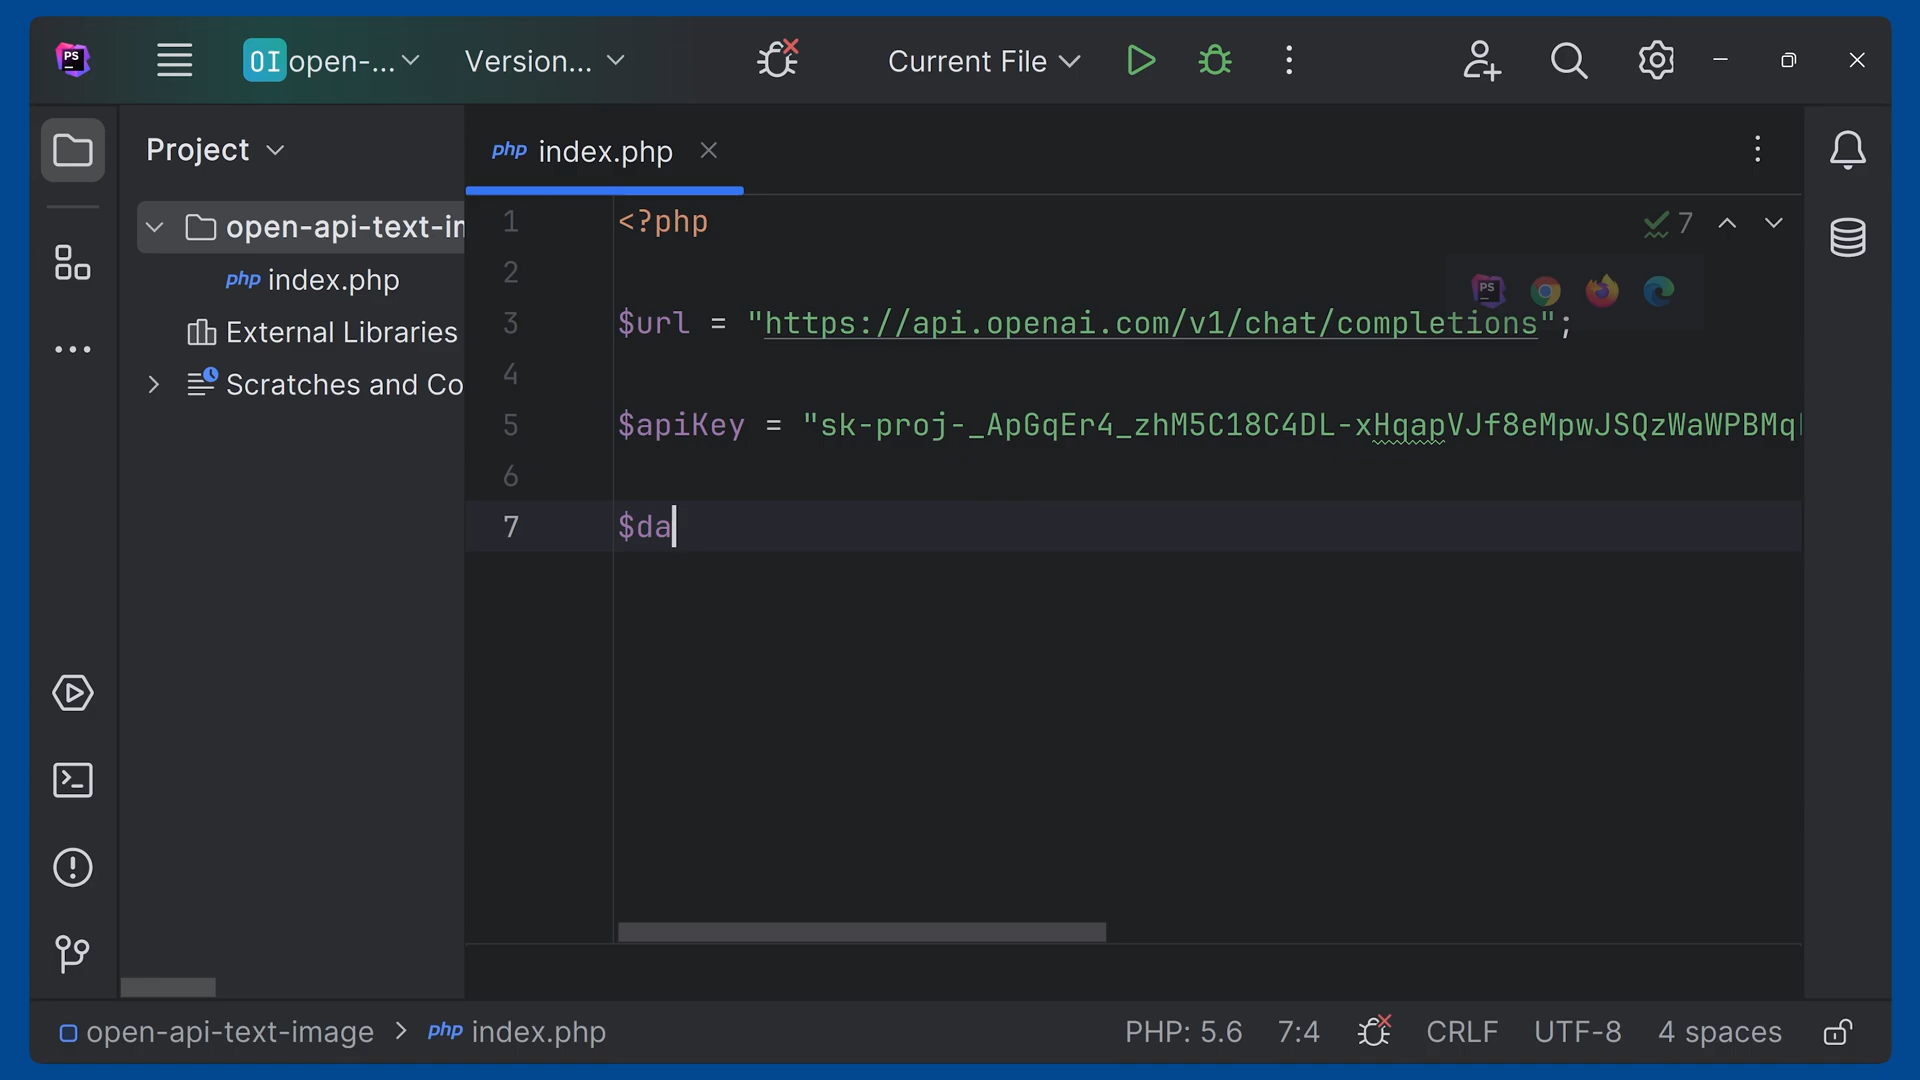 PS OI open-... Version... Current File
Project
php index.php
open-api-text-in
php index.php
External Libraries
Scratches and Co
1 <?php
7
2
PS
3 $url = "https://api.openai.com/v1/chat/completions";
4
5 $apiKey = "sk-proj-_ApGqEr4_zhM5C18C4DL-xHqapVJf8eMpwJSQzWaWPBMq
6
7 $da
open-api-text-image > php index.php
PHP: 5.6 7:4 CRLF UTF-8 4 spaces